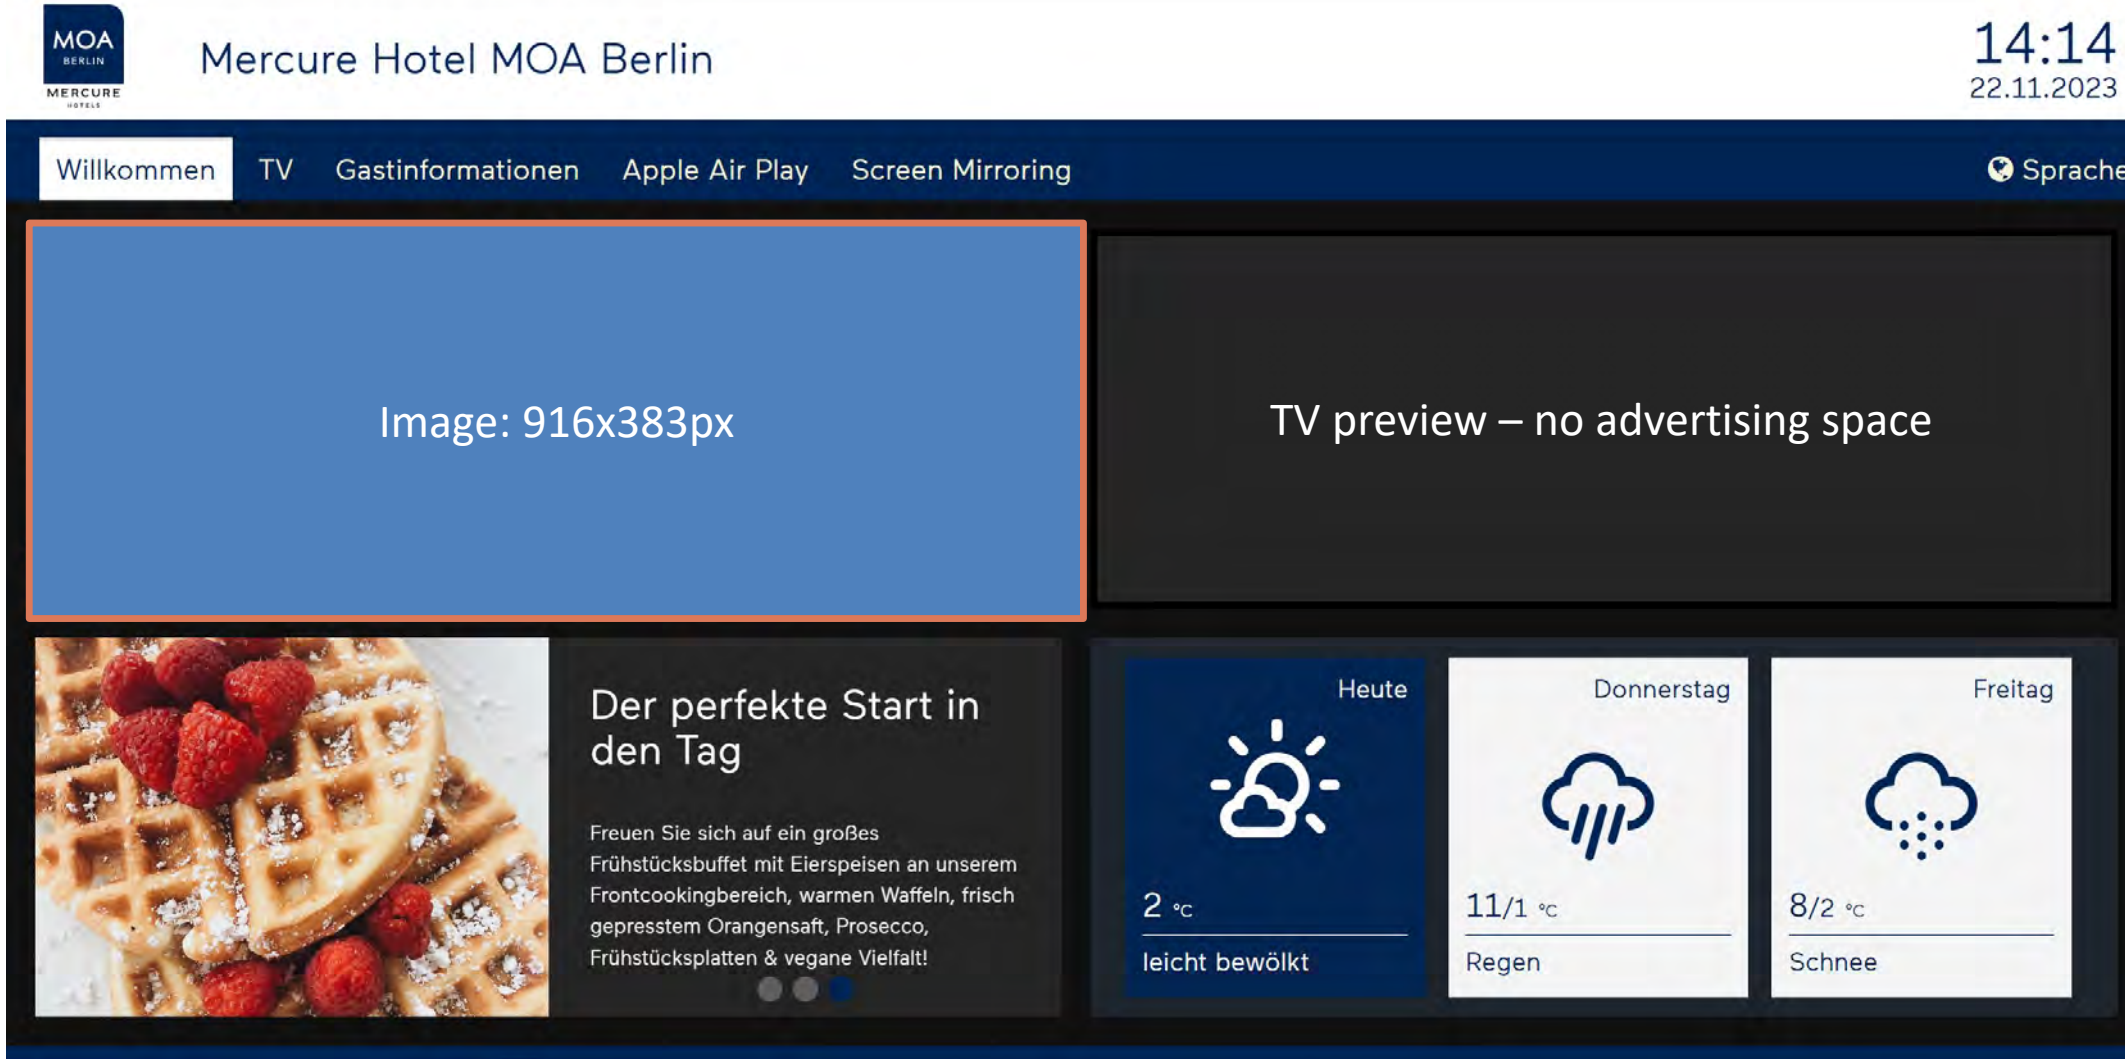 MOA
BERLIN
MERCURE
HOTELS
Mercure Hotel MOA Berlin
14:14
22.11.2023
Willkommen TV Gastinformationen Apple Air Play Screen Mirroring Sprache
Image: 916x383px
TV preview – no advertising space
Der perfekte Start in
den Tag
Freuen Sie sich auf ein großes
Frühstücksbuffet mit Eierspeisen an unserem
Frontcookingbereich, warmen Waffeln, frisch
gepresstem Orangensaft, Prosecco,
Frühstücksplatten & vegane Vielfalt!
Heute
2 °C
leicht bewölkt
Donnerstag
11/1 °C
Regen
Freitag
8/2 °C
Schnee